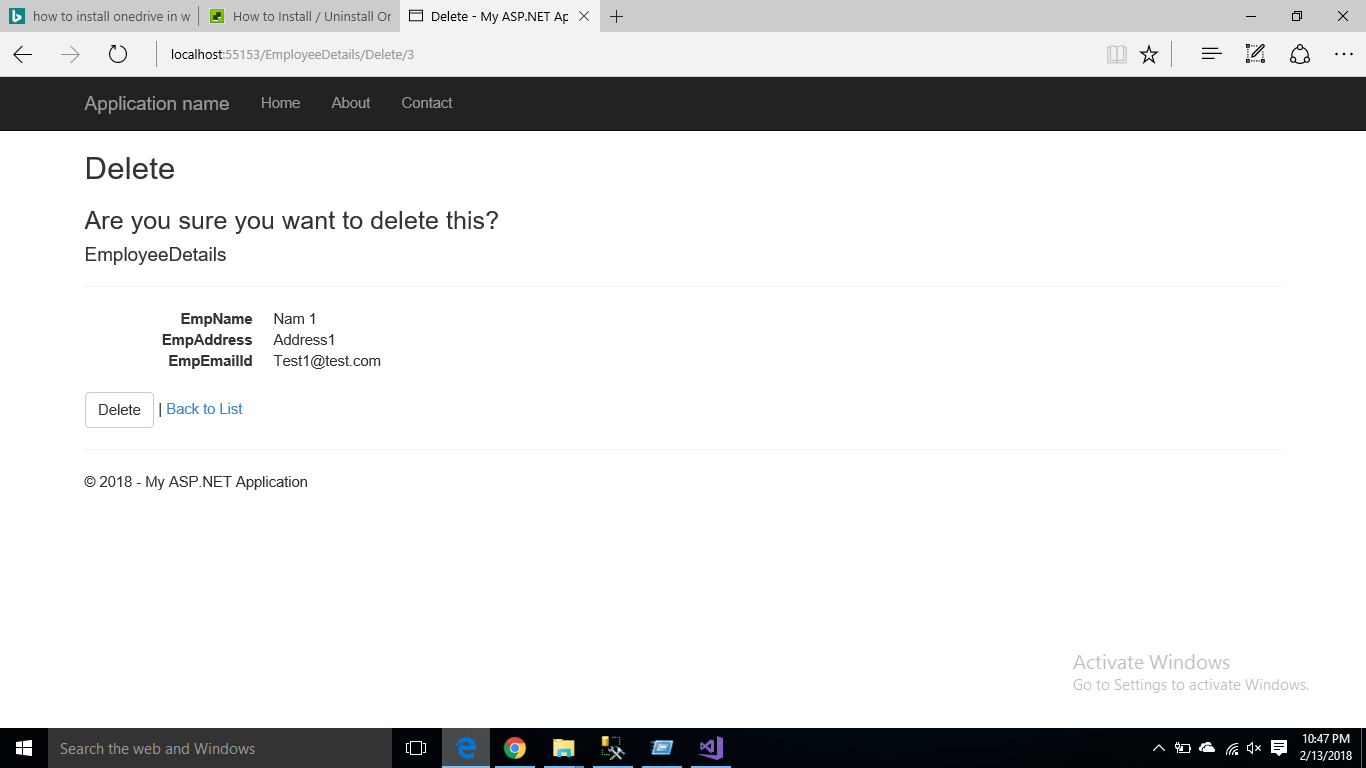 how to install onedrive in w
How to Install / Uninstall Or
Delete - My ASP.NET Ap
localhost:55153/EmployeeDetails/Delete/3
Application name Home About Contact
Delete
Are you sure you want to delete this?
EmployeeDetails
EmpName Nam 1
EmpAddress Address1
EmpEmailId Test1@test.com
Delete | Back to List
© 2018 - My ASP.NET Application
Activate Windows
Go to Settings to activate Windows.
Search the web and Windows
10:47 PM
2/13/2018